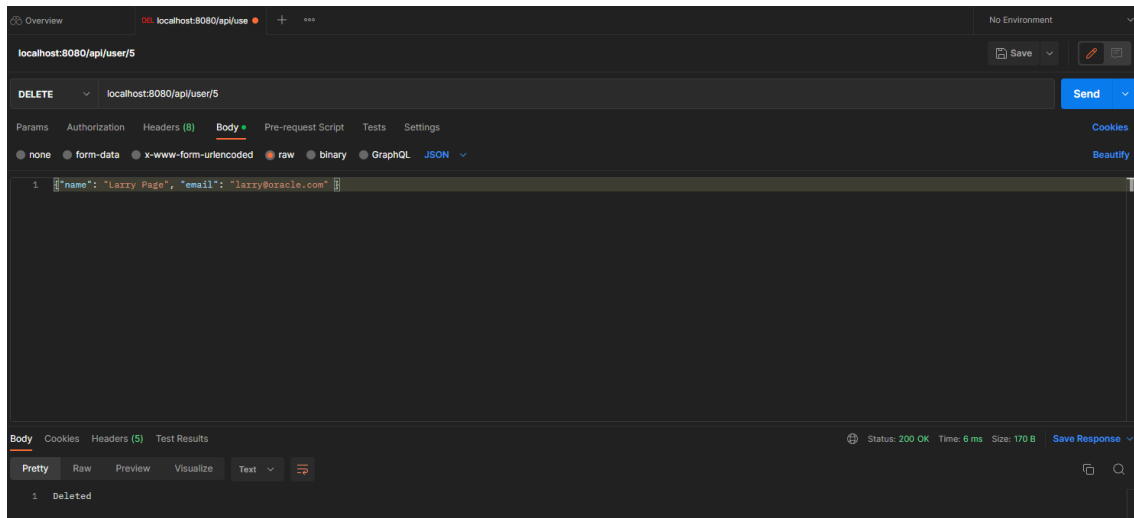 Overview DEL localhost:8080/api/use + ooo No Environment
localhost:8080/api/user/5 Save
DELETE localhost:8080/api/user/5 Send
Params Authorization Headers (8) Body Pre-request Script Tests Settings Cookies
none form-data x-www-form-urlencoded raw binary GraphQL JSON Beautify
1 {"name": "Larry Page", "email": "larry@oracle.com" }
Body Cookies Headers (5) Test Results Status: 200 OK Time: 6 ms Size: 170 B Save Response
Pretty Raw Preview Visualize Text
1 Deleted